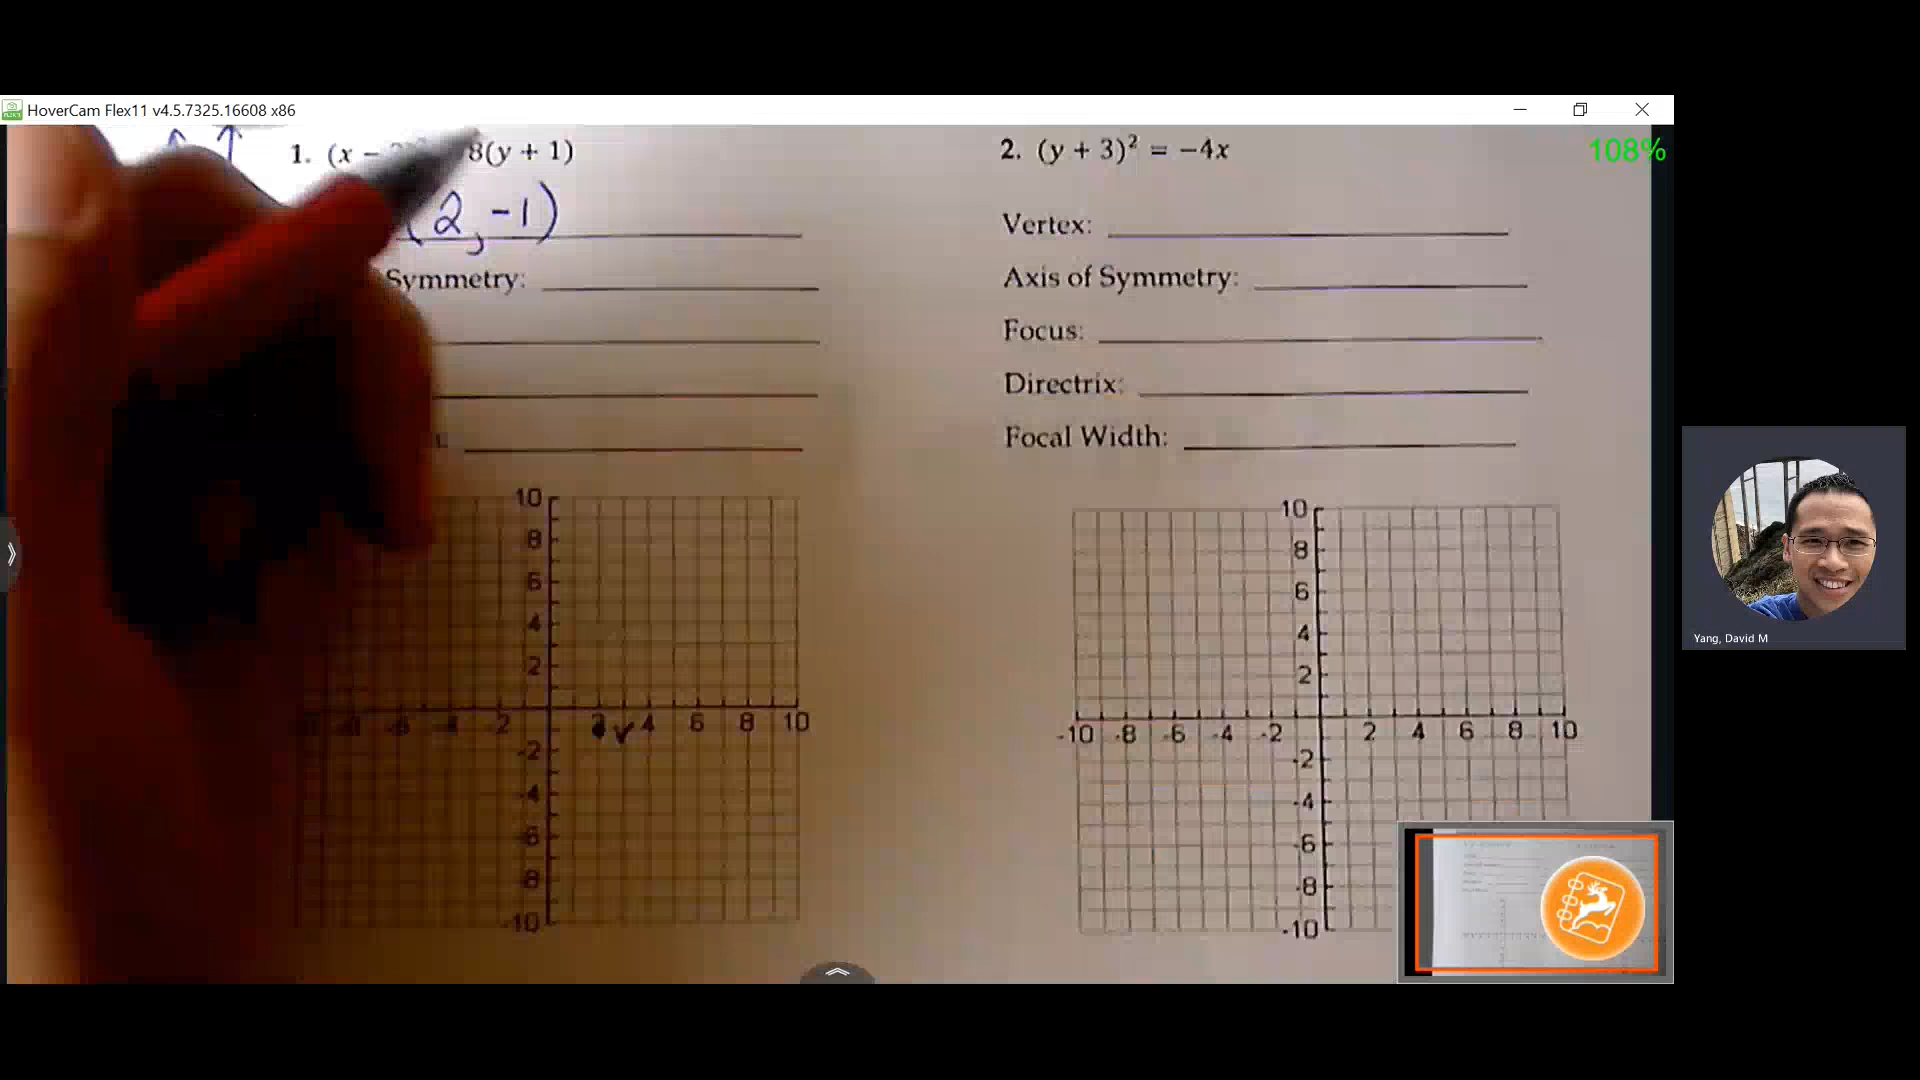 HoverCam Flex11 v4.5.7325.16608 x86
108%
1. (x − 8(y + 1)
(2, -1)
Symmetry:
10
8
6
4
2
-4 -2 2 4 6 8 10
V
-2
-4
-6
-8
-10
2. (y + 3)² = −4x
Vertex:
Axis of Symmetry:
Focus:
Directrix:
Focal Width:
10
8
6
4
2
-10 -8 -6 -4 -2 2 4 6 8 10
-2
-4
-6
-8
-10
Yang, David M